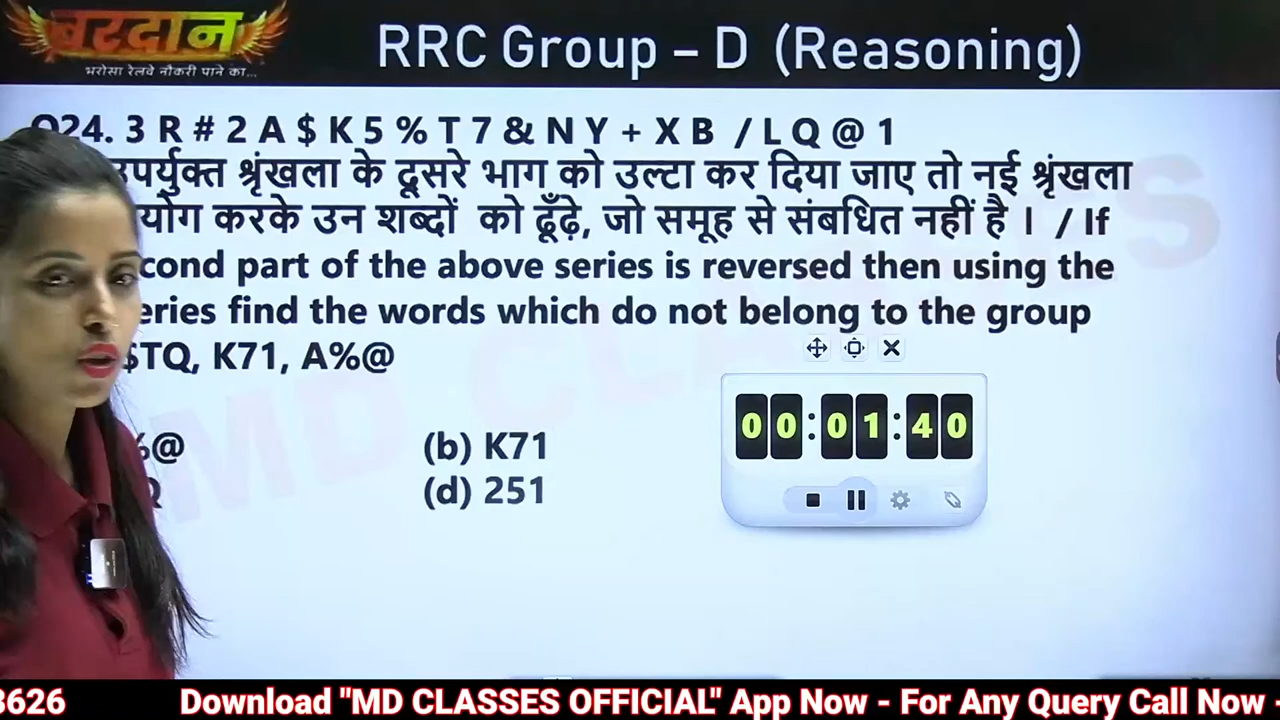 बरदान
भरोसा रेलवे नौकरी पाने का...
RRC Group – D (Reasoning)
Q24. 3 R # 2 A $ K 5 % T 7 & N Y + X B / L Q @ 1
उपर्युक्त श्रृंखला के दूसरे भाग को उल्टा कर दिया जाए तो नई श्रृंखला
करके उन शब्दों को ढूँढ़े, जो समूह से संबधित नहीं है । / If
part of the above series is reversed then using the
find the words which do not belong to the group
$TQ, K71, A%@
(b) K71
(d) 251
00:01:40
MD CLASSES
3626 Download "MD CLASSES OFFICIAL" App Now - For Any Query Call Now -